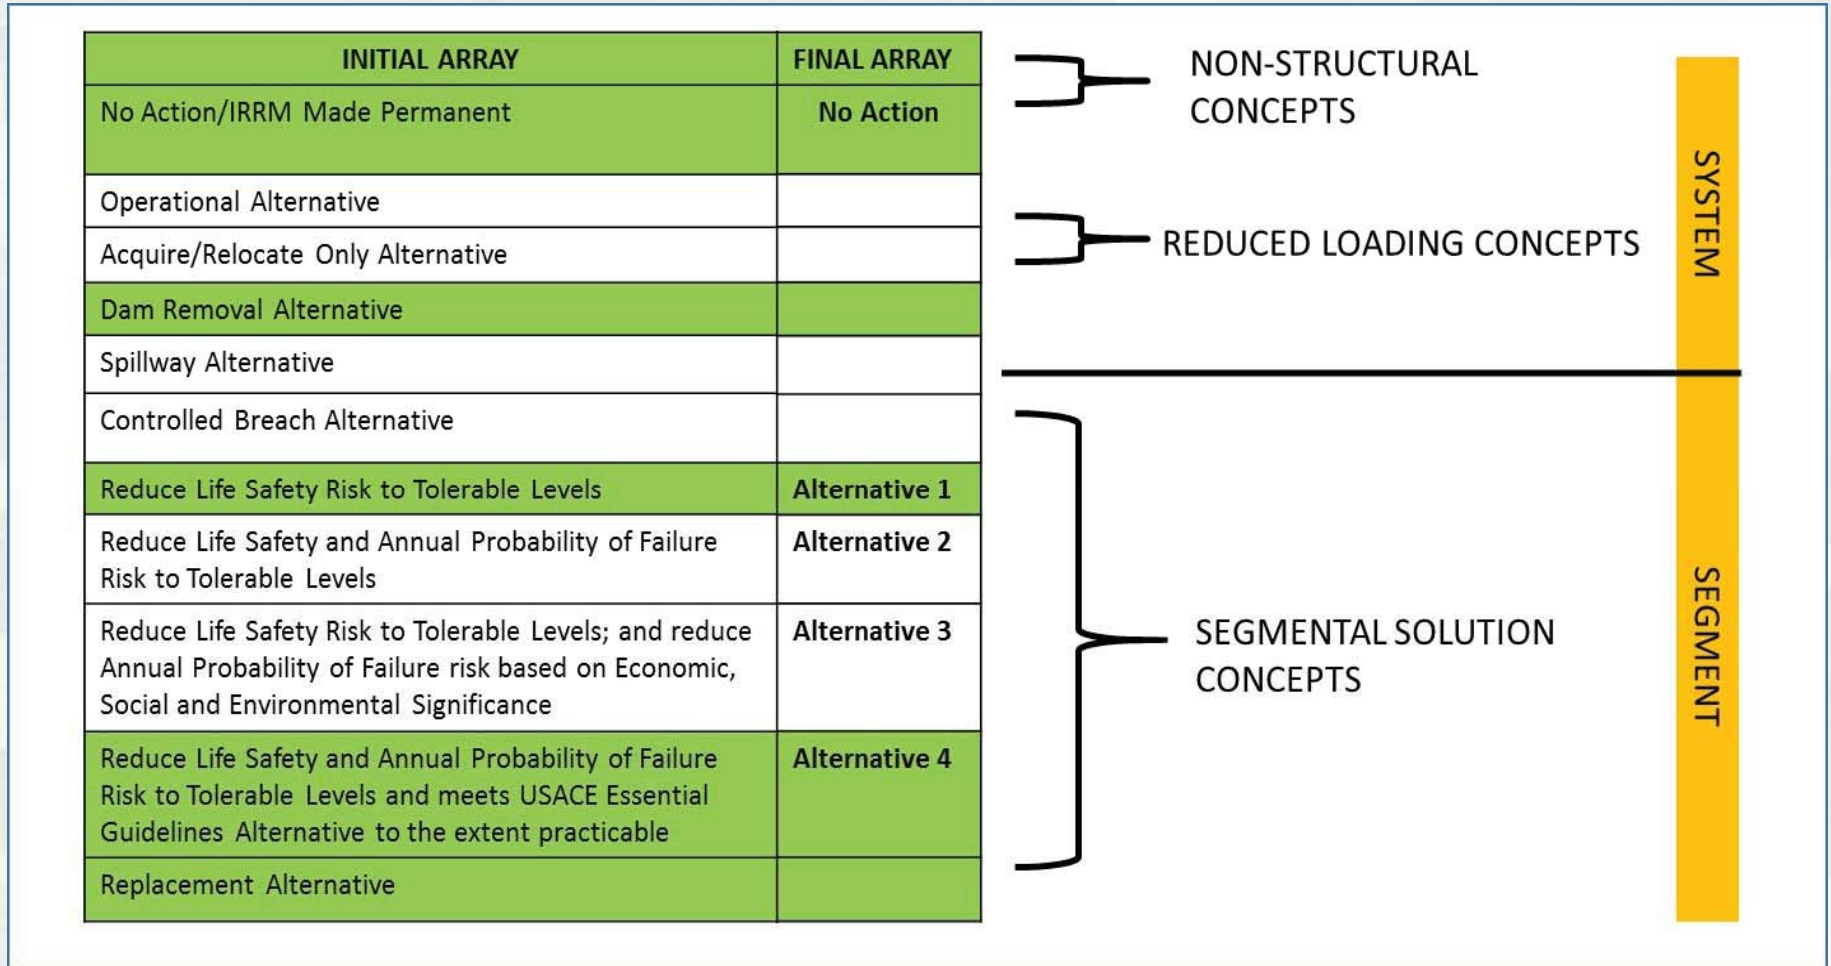 INITIAL ARRAY
FINAL ARRAY
No Action/IRRM Made Permanent
No Action
Operational Alternative
Acquire/Relocate Only Alternative
Dam Removal Alternative
Spillway Alternative
Controlled Breach Alternative
Reduce Life Safety Risk to Tolerable Levels
Alternative 1
Reduce Life Safety and Annual Probability of Failure
Risk to Tolerable Levels
Alternative 2
Reduce Life Safety Risk to Tolerable Levels; and reduce
Annual Probability of Failure risk based on Economic,
Social and Environmental Significance
Alternative 3
Reduce Life Safety and Annual Probability of Failure
Risk to Tolerable Levels and meets USACE Essential
Guidelines Alternative to the extent practicable
Alternative 4
Replacement Alternative
NON-STRUCTURAL
CONCEPTS
REDUCED LOADING CONCEPTS
SEGMENTAL SOLUTION
CONCEPTS
SYSTEM
SEGMENT